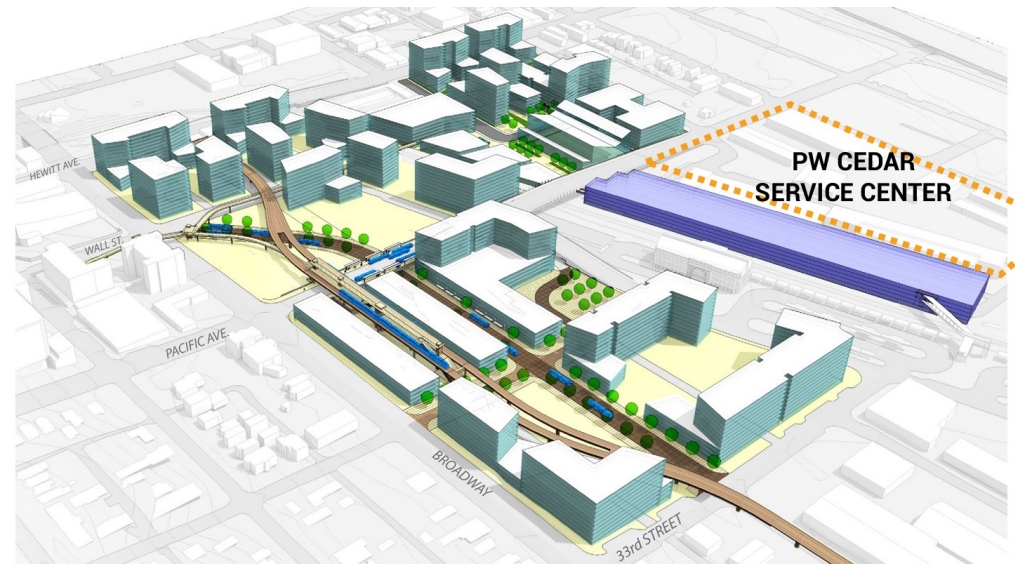 PW CEDAR
SERVICE CENTER
HEWITT AVE.
WALL ST.
PACIFIC AVE.
BROADWAY
33rd STREET